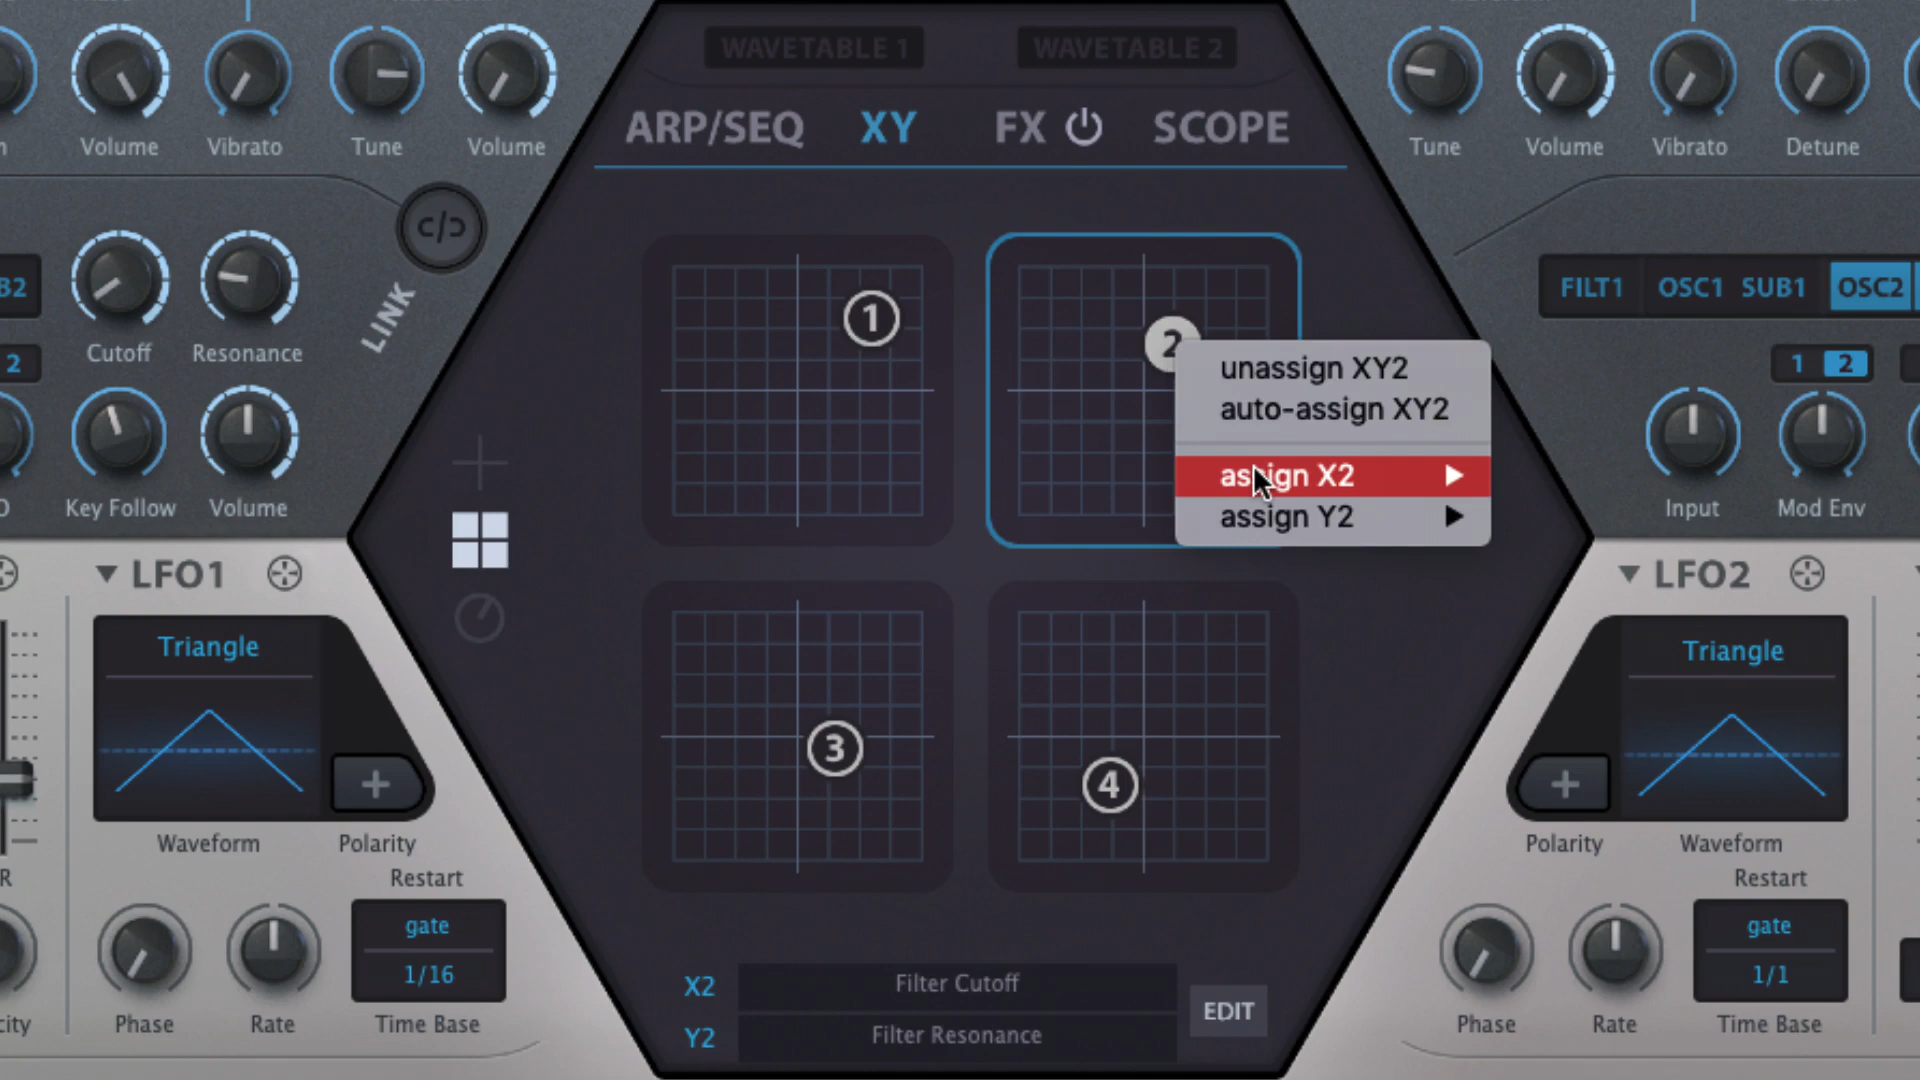 WAVETABLE 1
WAVETABLE 2
ARP/SEQ
XY
FX
SCOPE
Volume
Vibrato
Tune
Volume
Tune
Volume
Vibrato
Detune
LINK
B2
Cutoff
Resonance
2
Key Follow
Volume
FILT1
OSC1
SUB1
OSC2
1
2
Input
Mod Env
1
2
unassign XY2
auto-assign XY2
assign X2
assign Y2
3
4
LFO1
Triangle
Waveform
Polarity
Restart
gate
1/16
Phase
Rate
Time Base
LFO2
Triangle
Polarity
Waveform
Restart
gate
1/1
Phase
Rate
Time Base
X2
Filter Cutoff
Y2
Filter Resonance
EDIT